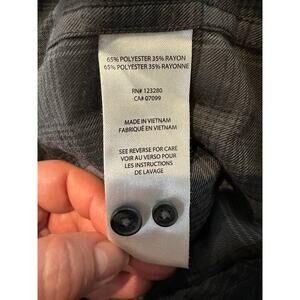 65% POLYESTER 35% RAYON
65% POLYESTER 35% RAYONNE
RN# 123280
CA# 07099
MADE IN VIETNAM
FABRIQUÉ EN VIETNAM
SEE REVERSE FOR CARE
VOIR AU VERSO POUR
LES INSTRUCTIONS
DE LAVAGE